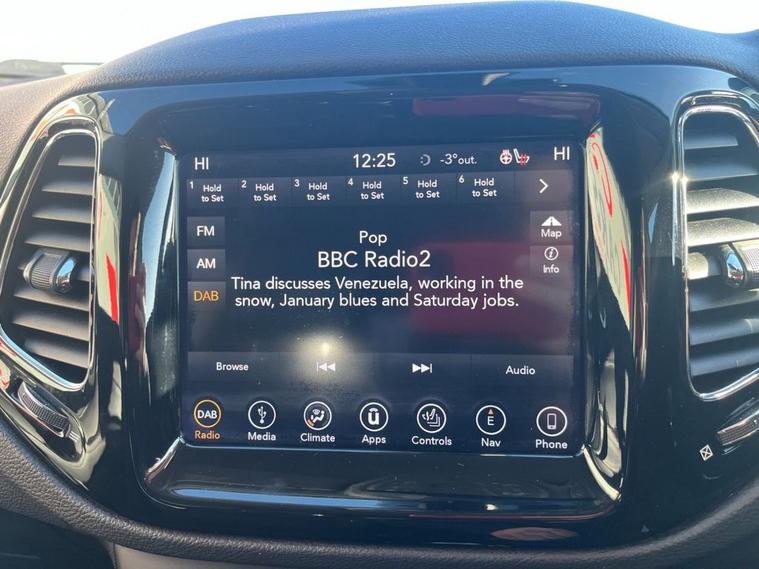 HI 12:25 -3°out. HI
1 Hold to Set 2 Hold to Set 3 Hold to Set 4 Hold to Set 5 Hold to Set 6 Hold to Set
FM
AM
DAB
Pop
BBC Radio2
Tina discusses Venezuela, working in the
snow, January blues and Saturday jobs.
Map
Info
Browse Audio
DAB E
Radio Media Climate Apps Controls Nav Phone